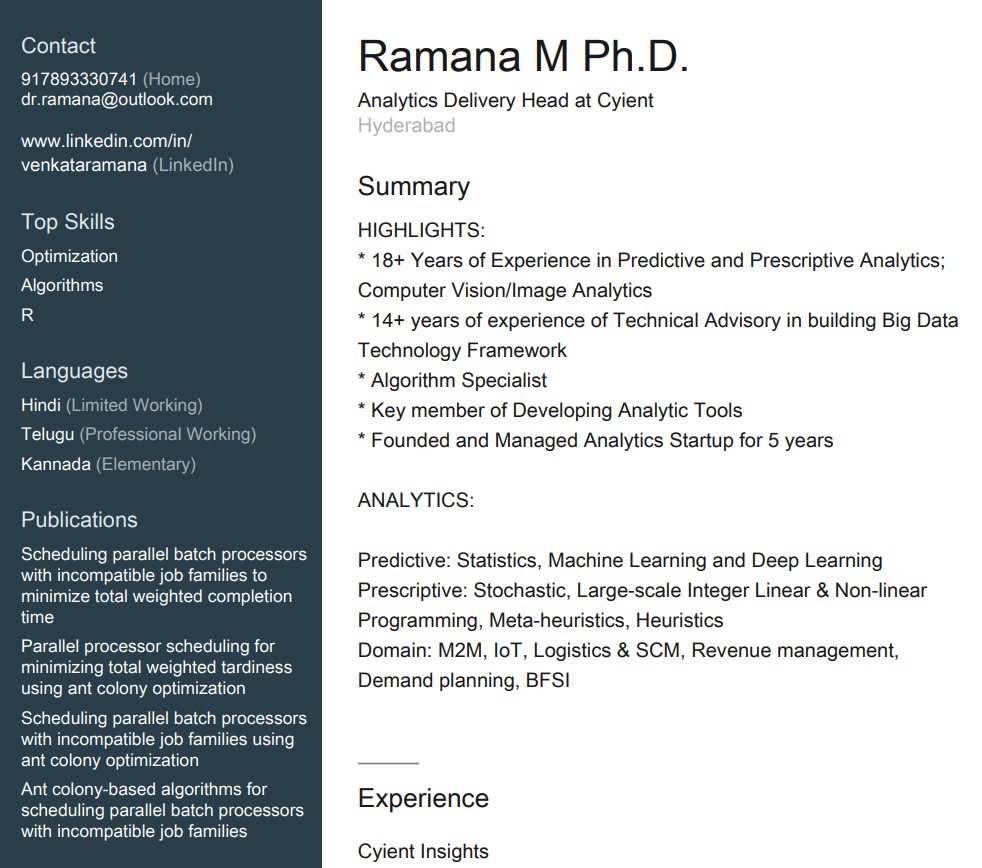 Contact
917893330741 (Home)
dr.ramana@outlook.com
www.linkedin.com/in/
venkataramana (LinkedIn)
Top Skills
Optimization
Algorithms
R
Languages
Hindi (Limited Working)
Telugu (Professional Working)
Kannada (Elementary)
Publications
Scheduling parallel batch processors
with incompatible job families to
minimize total weighted completion
time
Parallel processor scheduling for
minimizing total weighted tardiness
using ant colony optimization
Scheduling parallel batch processors
with incompatible job families using
ant colony optimization
Ant colony-based algorithms for
scheduling parallel batch processors
with incompatible job families
Ramana M Ph.D.
Analytics Delivery Head at Cyient
Hyderabad
Summary
HIGHLIGHTS:
* 18+ Years of Experience in Predictive and Prescriptive Analytics;
Computer Vision/Image Analytics
* 14+ years of experience of Technical Advisory in building Big Data
Technology Framework
* Algorithm Specialist
* Key member of Developing Analytic Tools
* Founded and Managed Analytics Startup for 5 years
ANALYTICS:
Predictive: Statistics, Machine Learning and Deep Learning
Prescriptive: Stochastic, Large-scale Integer Linear & Non-linear
Programming, Meta-heuristics, Heuristics
Domain: M2M, IoT, Logistics & SCM, Revenue management,
Demand planning, BFSI
Experience
Cyient Insights